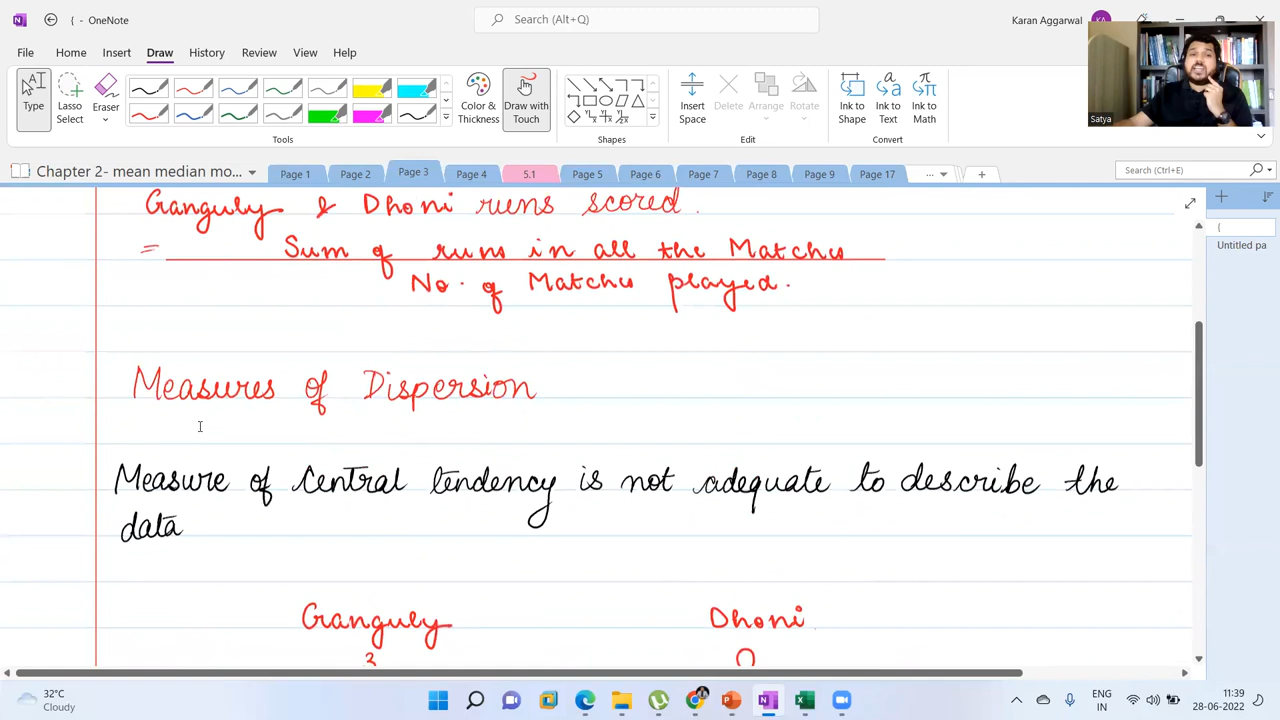 { - OneNote
Search (Alt+Q)
Karan Aggarwal
KA
File Home Insert Draw History Review View Help
Type
Lasso Select
Eraser
Color & Thickness
Draw with Touch
Insert Space
Delete
Arrange
Rotate
Ink to Shape
Ink to Text
Ink to Math
Tools
Shapes
Edit
Convert
Satya
Chapter 2- mean median mo...
Page 1
Page 2
Page 3
Page 4
5.1
Page 5
Page 6
Page 7
Page 8
Page 9
Page 17
...
Search (Ctrl+E)
{
Untitled pa
Ganguly & Dhoni runs scored.
= Sum of runs in all the Matches
No. of Matches played.
Measures of Dispersion
Measure of Central tendency is not adequate to describe the
data
Ganguly Dhoni
3 0
32°C
Cloudy
ENG
IN
11:39
28-06-2022